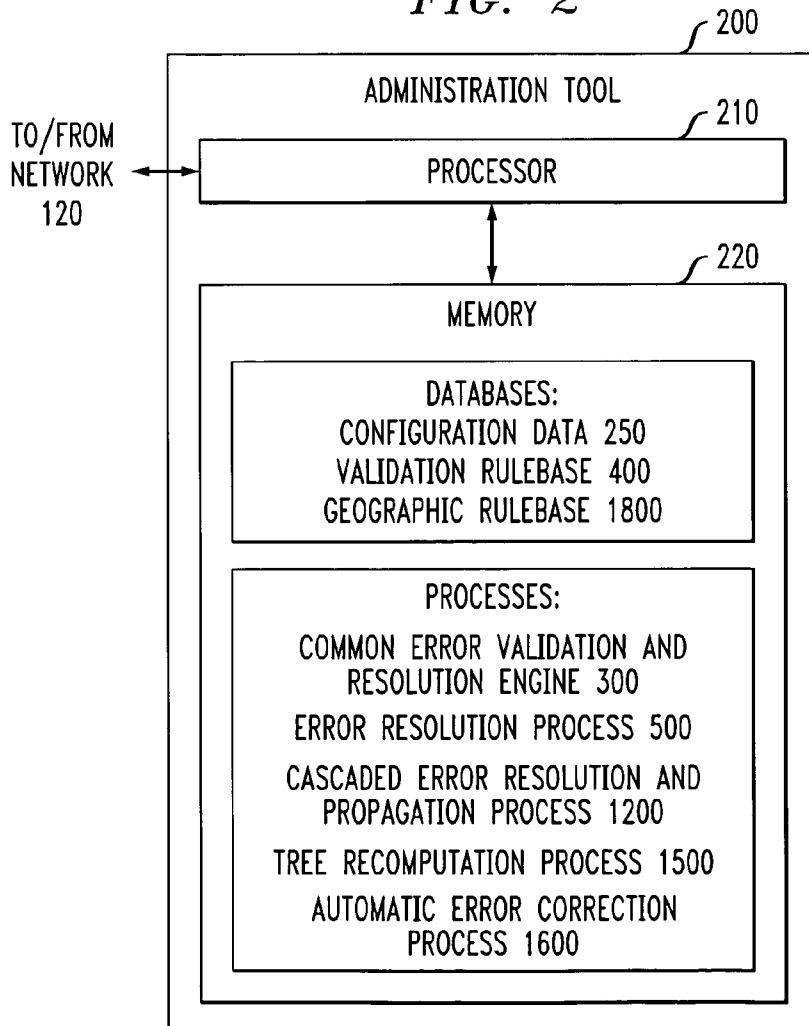 FIG. 2
200
ADMINISTRATION TOOL
210
TO/FROM
NETWORK
120
PROCESSOR
220
MEMORY
DATABASES:
CONFIGURATION DATA 250
VALIDATION RULEBASE 400
GEOGRAPHIC RULEBASE 1800
PROCESSES:
COMMON ERROR VALIDATION AND
RESOLUTION ENGINE 300
ERROR RESOLUTION PROCESS 500
CASCADED ERROR RESOLUTION AND
PROPAGATION PROCESS 1200
TREE RECOMPUTATION PROCESS 1500
AUTOMATIC ERROR CORRECTION
PROCESS 1600